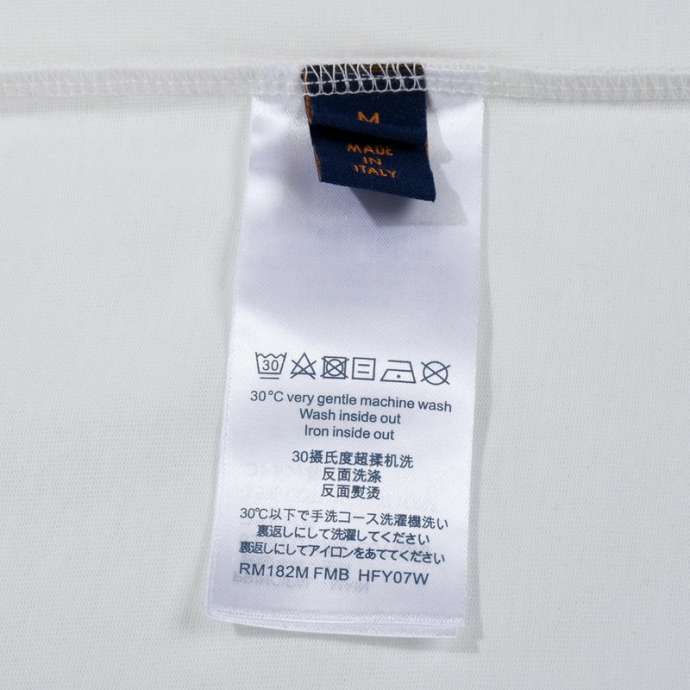 M
MADE
IN
ITALY
30
30°C very gentle machine wash
Wash inside out
Iron inside out
30摄氏度超揉机洗
反面洗涤
反面熨烫
30℃以下で手洗コース洗濯機洗い
裏返しにして洗濯してください
裏返しにしてアイロンをあててください
RM182M FMB HFY07W